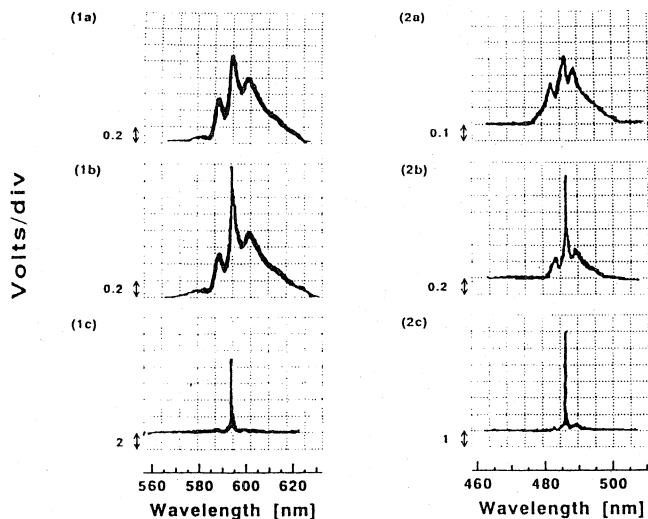 (1a)
0.2
(1b)
0.2
(1c)
2
560 580 600 620
Wavelength [nm]
Volts/div
(2a)
0.1
(2b)
0.2
(2c)
1
460 480 500
Wavelength [nm]